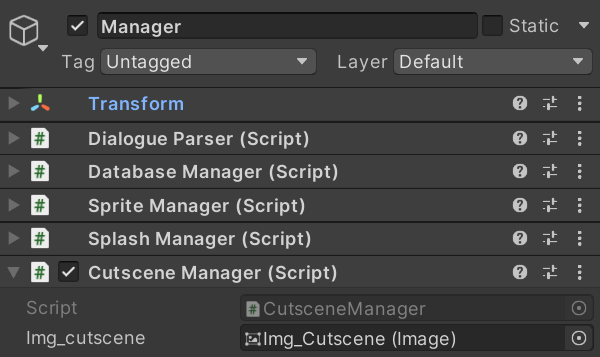 Manager
Static
Tag Untagged Layer Default
Transform
Dialogue Parser (Script)
Database Manager (Script)
Sprite Manager (Script)
Splash Manager (Script)
Cutscene Manager (Script)
Script CutsceneManager
Img_cutscene Img_Cutscene (Image)